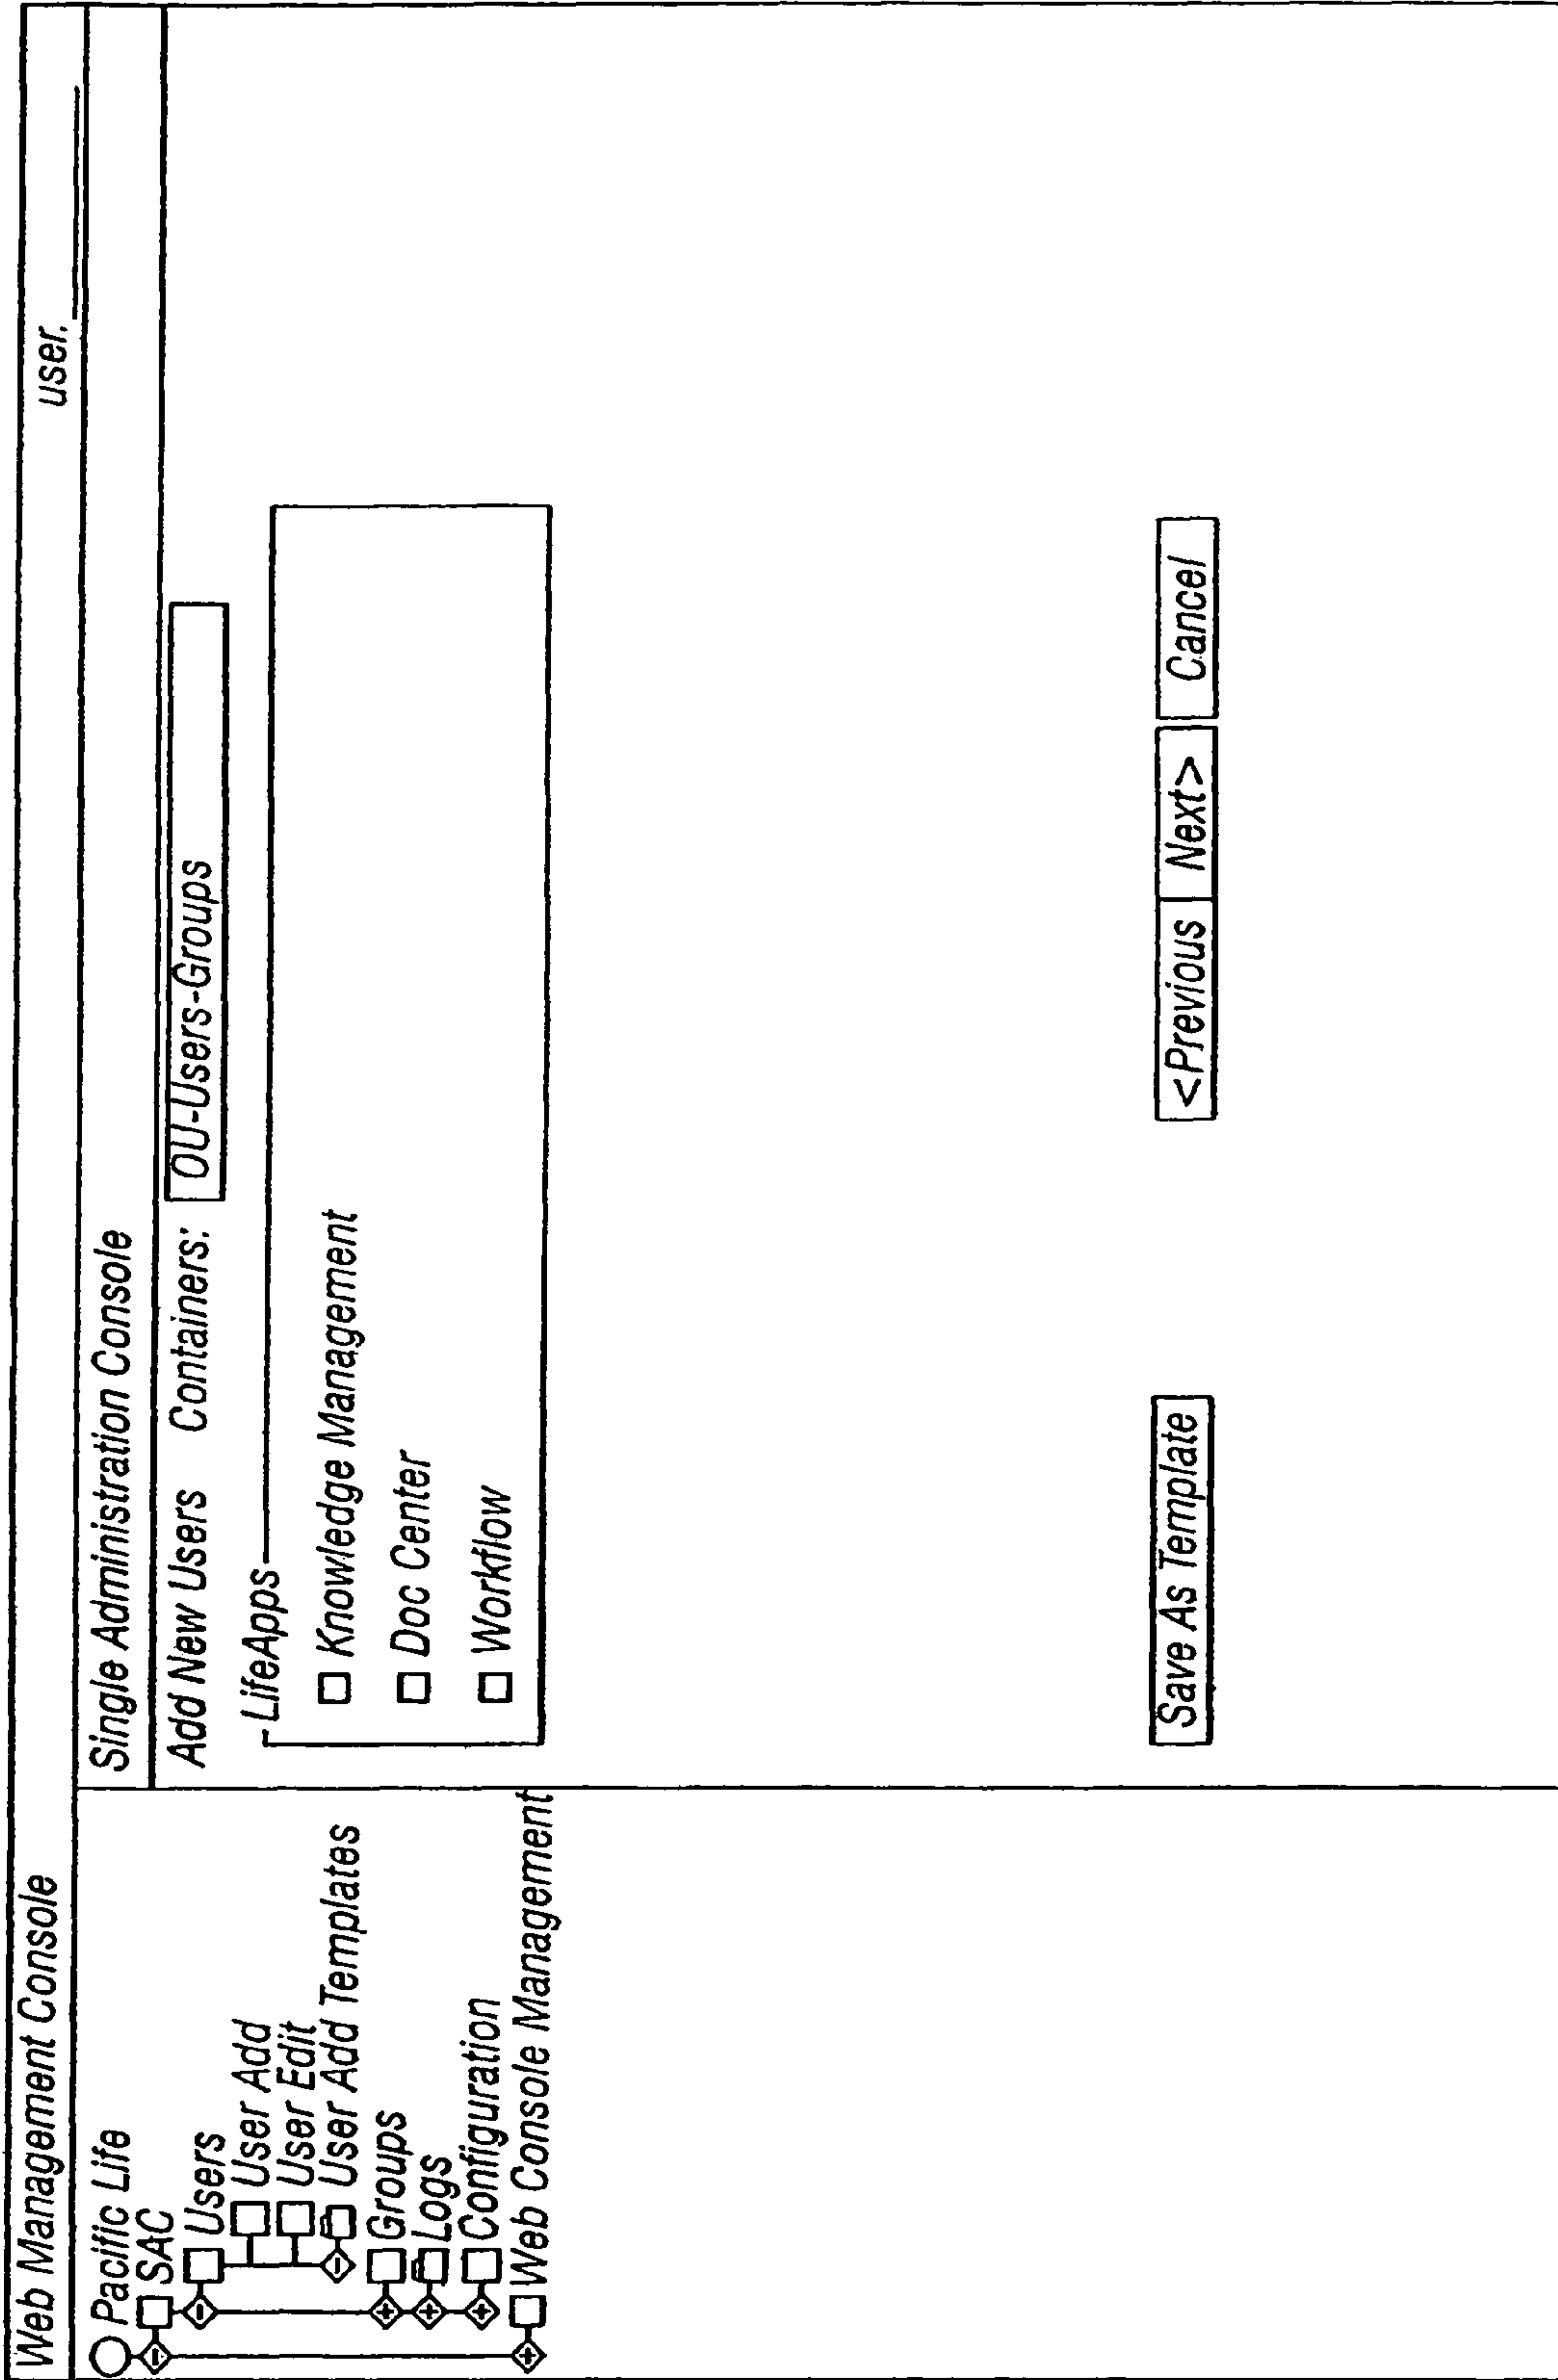 Web Management Console
user.
Pacific Life
SAC
Users
User Add
User Edit
User Add Templates
Groups
Logs
Configuration
Web Console Management
Single Administration Console
Add New Users Containers: OU-Users-Groups
LifeApps
Knowledge Management
Doc Center
Workflow
Save As Template
<Previous Next> Cancel